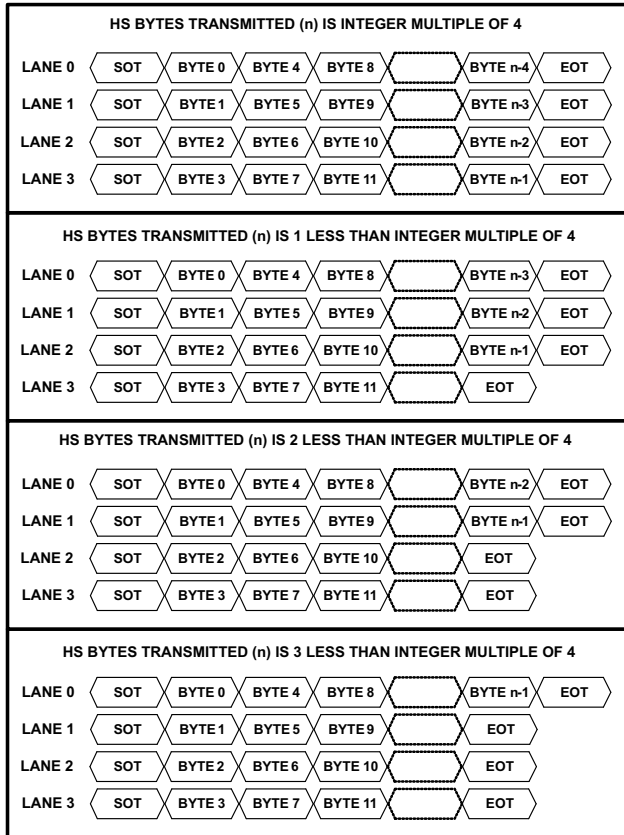 HS BYTES TRANSMITTED (n) IS INTEGER MULTIPLE OF 4
LANE 0 SOT BYTE 0 BYTE 4 BYTE 8 BYTE n-4 EOT
LANE 1 SOT BYTE 1 BYTE 5 BYTE 9 BYTE n-3 EOT
LANE 2 SOT BYTE 2 BYTE 6 BYTE 10 BYTE n-2 EOT
LANE 3 SOT BYTE 3 BYTE 7 BYTE 11 BYTE n-1 EOT
HS BYTES TRANSMITTED (n) IS 1 LESS THAN INTEGER MULTIPLE OF 4
LANE 0 SOT BYTE 0 BYTE 4 BYTE 8 BYTE n-3 EOT
LANE 1 SOT BYTE 1 BYTE 5 BYTE 9 BYTE n-2 EOT
LANE 2 SOT BYTE 2 BYTE 6 BYTE 10 BYTE n-1 EOT
LANE 3 SOT BYTE 3 BYTE 7 BYTE 11 EOT
HS BYTES TRANSMITTED (n) IS 2 LESS THAN INTEGER MULTIPLE OF 4
LANE 0 SOT BYTE 0 BYTE 4 BYTE 8 BYTE n-2 EOT
LANE 1 SOT BYTE 1 BYTE 5 BYTE 9 BYTE n-1 EOT
LANE 2 SOT BYTE 2 BYTE 6 BYTE 10 EOT
LANE 3 SOT BYTE 3 BYTE 7 BYTE 11 EOT
HS BYTES TRANSMITTED (n) IS 3 LESS THAN INTEGER MULTIPLE OF 4
LANE 0 SOT BYTE 0 BYTE 4 BYTE 8 BYTE n-1 EOT
LANE 1 SOT BYTE 1 BYTE 5 BYTE 9 EOT
LANE 2 SOT BYTE 2 BYTE 6 BYTE 10 EOT
LANE 3 SOT BYTE 3 BYTE 7 BYTE 11 EOT